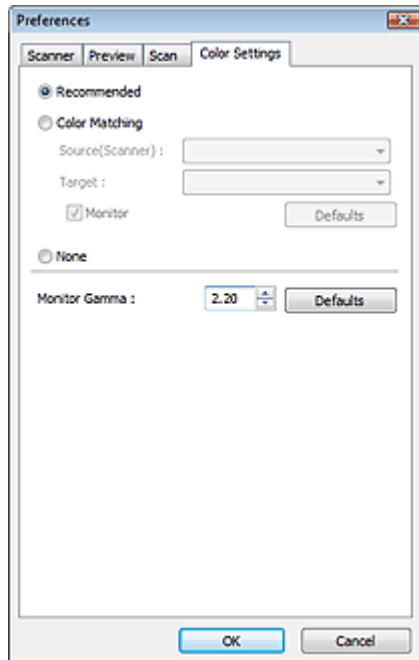 Preferences
Scanner Preview Scan Color Settings
Recommended
Color Matching
Source(Scanner) :
Target :
Monitor Defaults
None
Monitor Gamma : 2.20 Defaults
OK Cancel